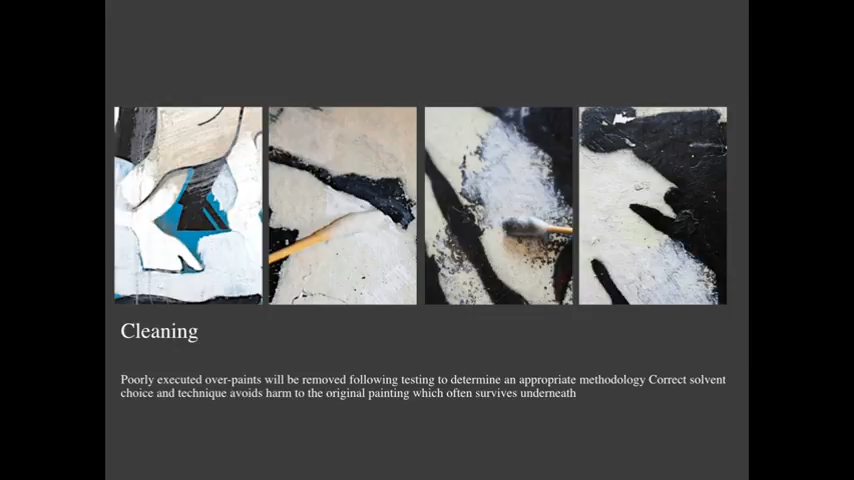 Cleaning
Poorly executed over-paints will be removed following testing to determine an appropriate methodology Correct solvent
choice and technique avoids harm to the original painting which often survives underneath